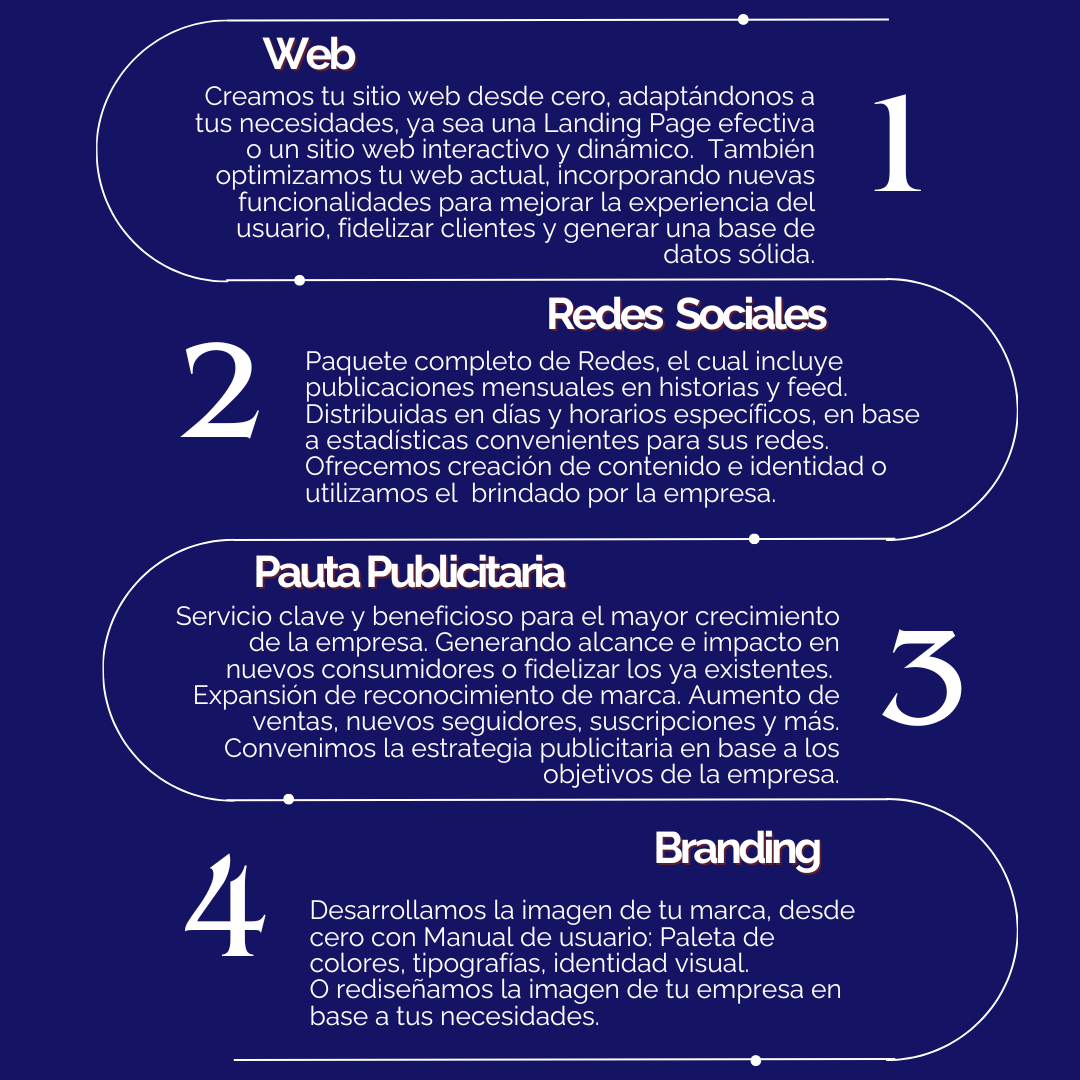 Web
Creamos tu sitio web desde cero, adaptándonos a
tus necesidades, ya sea una Landing Page efectiva
o un sitio web interactivo y dinámico.  También
optimizamos tu web actual, incorporando nuevas
funcionalidades para mejorar la experiencia del
usuario, fidelizar clientes y generar una base de
datos sólida.
1
Redes Sociales
2
Paquete completo de Redes, el cual incluye
publicaciones mensuales en historias y feed.
Distribuidas en días y horarios específicos, en base
a estadísticas convenientes para sus redes.
Ofrecemos creación de contenido e identidad o
utilizamos el  brindado por la empresa.
Pauta Publicitaria
Servicio clave y beneficioso para el mayor crecimiento
de la empresa. Generando alcance e impacto en
nuevos consumidores o fidelizar los ya existentes.
Expansión de reconocimiento de marca. Aumento de
ventas, nuevos seguidores, suscripciones y más.
Convenimos la estrategia publicitaria en base a los
objetivos de la empresa.
3
Branding
4
Desarrollamos la imagen de tu marca, desde
cero con Manual de usuario: Paleta de
colores, tipografías, identidad visual.
O rediseñamos la imagen de tu empresa en
base a tus necesidades.